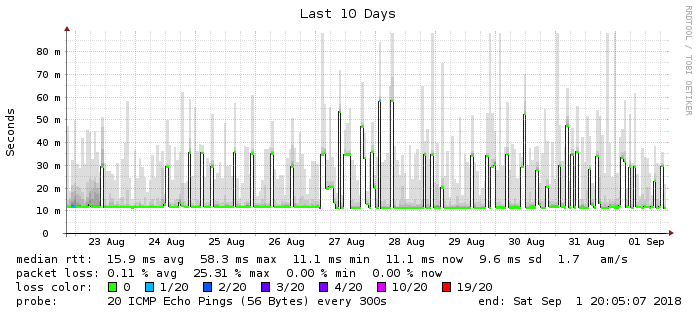 Last 10 Days
RRDTOOL / TOBI OETIKER
Seconds
80 m
70 m
60 m
50 m
40 m
30 m
20 m
10 m
0
23 Aug 24 Aug 25 Aug 26 Aug 27 Aug 28 Aug 29 Aug 30 Aug 31 Aug 01 Sep
median rtt: 15.9 ms avg 58.3 ms max 11.1 ms min 11.1 ms now 9.6 ms sd 1.7 am/s
packet loss: 0.11 % avg 25.31 % max 0.00 % min 0.00 % now
loss color: 0 1/20 2/20 3/20 4/20 10/20 19/20
probe: 20 ICMP Echo Pings (56 Bytes) every 300s end: Sat Sep 1 20:05:07 2018